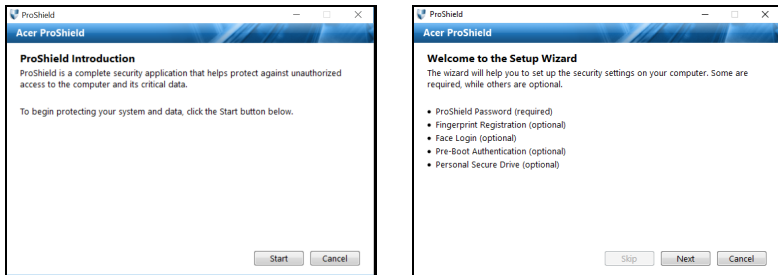 ProShield
Acer ProShield
ProShield Introduction
ProShield is a complete security application that helps protect against unauthorized
access to the computer and its critical data.
To begin protecting your system and data, click the Start button below.
Start
Cancel
ProShield
Acer ProShield
Welcome to the Setup Wizard
The wizard will help you to set up the security settings on your computer. Some are
required, while others are optional.
• ProShield Password (required)
• Fingerprint Registration (optional)
• Face Login (optional)
• Pre-Boot Authentication (optional)
• Personal Secure Drive (optional)
Skip
Next
Cancel